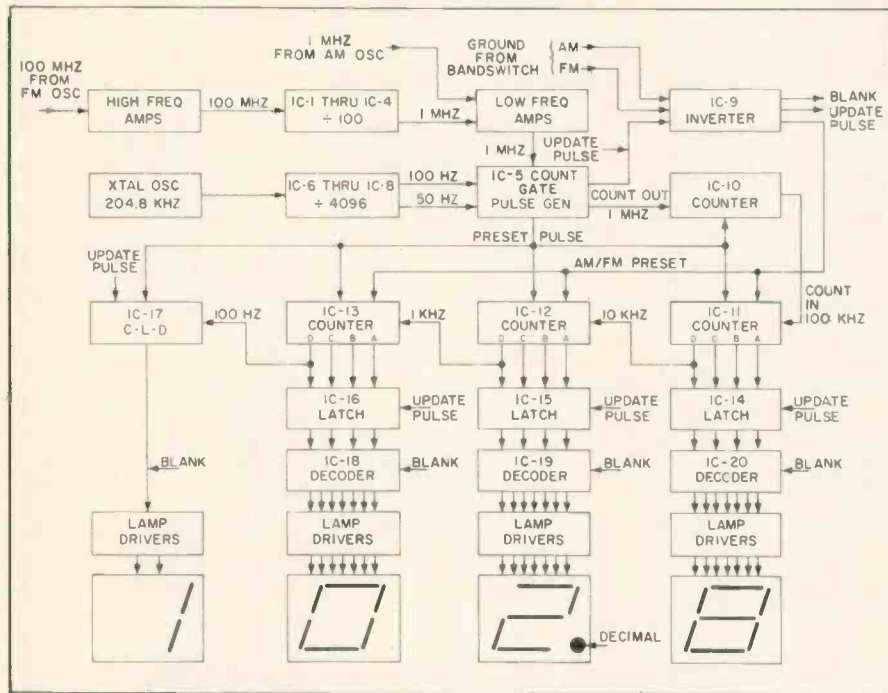 1 MHZ
FROM AM OSC
GROUND
FROM
BANDSWITCH
AM
FM
100 MHZ
FROM
FM OSC
HIGH FREQ
AMPS
100 MHZ
IC-1 THRU IC-4
÷ 100
1 MHZ
LOW FREQ
AMPS
IC-9
INVERTER
BLANK
UPDATE
PULSE
1 MHZ
UPDATE
PULSE
XTAL OSC
204.8 KHZ
IC-6 THRU IC-8
÷ 4096
100 HZ
50 HZ
IC-5 COUNT
GATE
PULSE GEN
COUNT OUT
1 MHZ
IC-10
COUNTER
PRESET PULSE
UPDATE
PULSE
AM/FM PRESET
COUNT
IN
100 KHZ
IC-17
C-L-D
100 HZ
IC-13
COUNTER
D C B A
1 KHZ
IC-12
COUNTER
D C B A
10 KHZ
IC-11
COUNTER
D C B A
IC-16
LATCH
UPDATE
PULSE
IC-15
LATCH
UPDATE
PULSE
IC-14
LATCH
UPDATE
PULSE
BLANK
IC-18
DECODER
BLANK
IC-19
DECODER
BLANK
IC-20
DECODER
BLANK
LAMP
DRIVERS
LAMP
DRIVERS
LAMP
DRIVERS
LAMP
DRIVERS
1 0 2. 8
DECIMAL